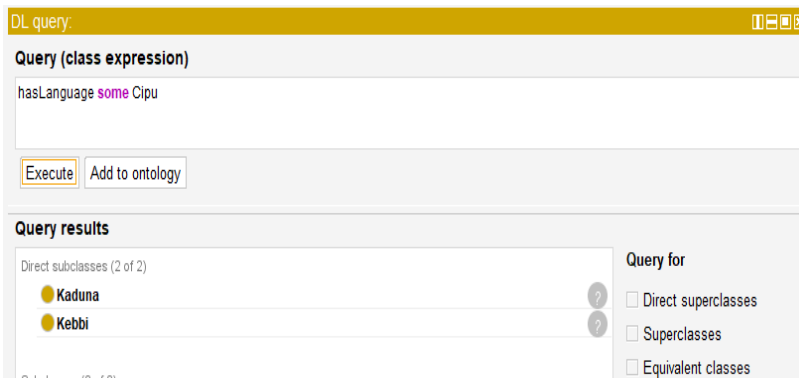 DL query:
Query (class expression)
hasLanguage some Cipu
Execute Add to ontology
Query results
Direct subclasses (2 of 2)
Kaduna
?
Kebbi
?
Query for
Direct superclasses
Superclasses
Equivalent classes